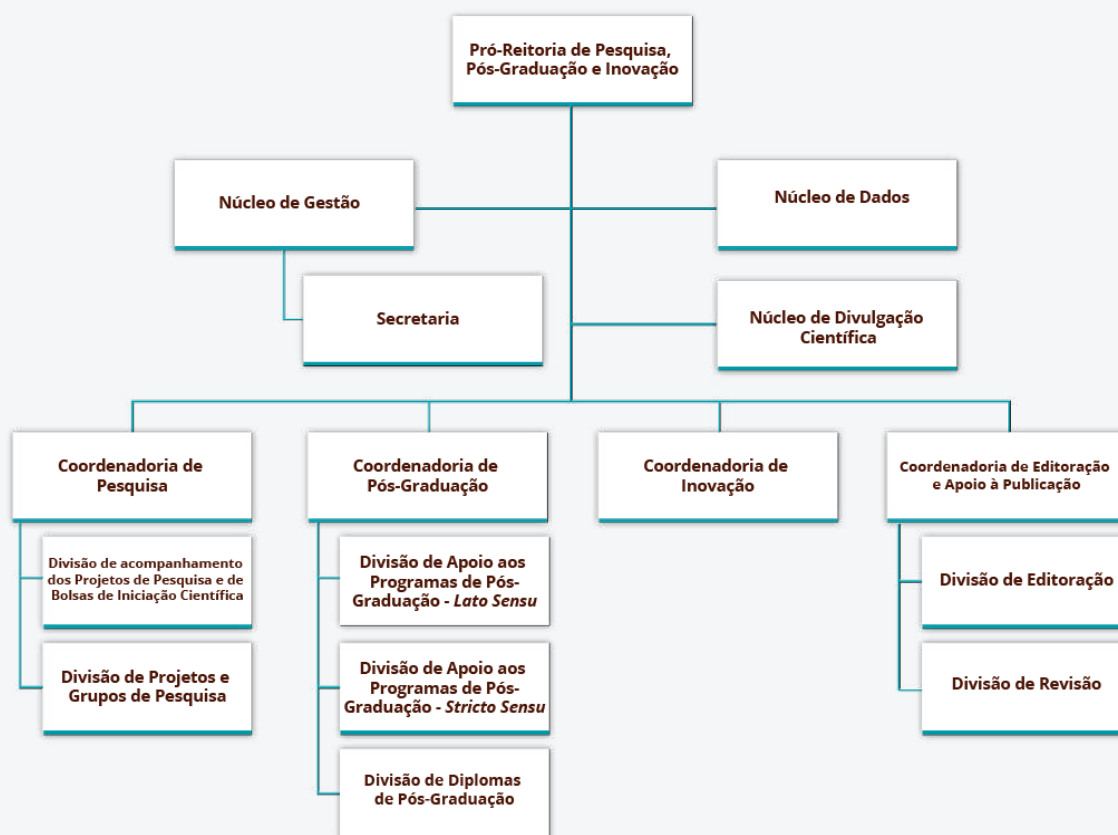 Pró-Reitoria de Pesquisa,
Pós-Graduação e Inovação
Núcleo de Gestão
Núcleo de Dados
Secretaria
Núcleo de Divulgação
Científica
Coordenadoria de
Pesquisa
Coordenadoria de
Pós-Graduação
Coordenadoria de
Inovação
Coordenadoria de Editoração
e Apoio à Publicação
Divisão de acompanhamento
dos Projetos de Pesquisa e de
Bolsas de Iniciação Científica
Divisão de Apoio aos
Programas de Pós-
Graduação - Lato Sensu
Divisão de Editoração
Divisão de Projetos e
Grupos de Pesquisa
Divisão de Apoio aos
Programas de Pós-
Graduação - Stricto Sensu
Divisão de Revisão
Divisão de Diplomas
de Pós-Graduação